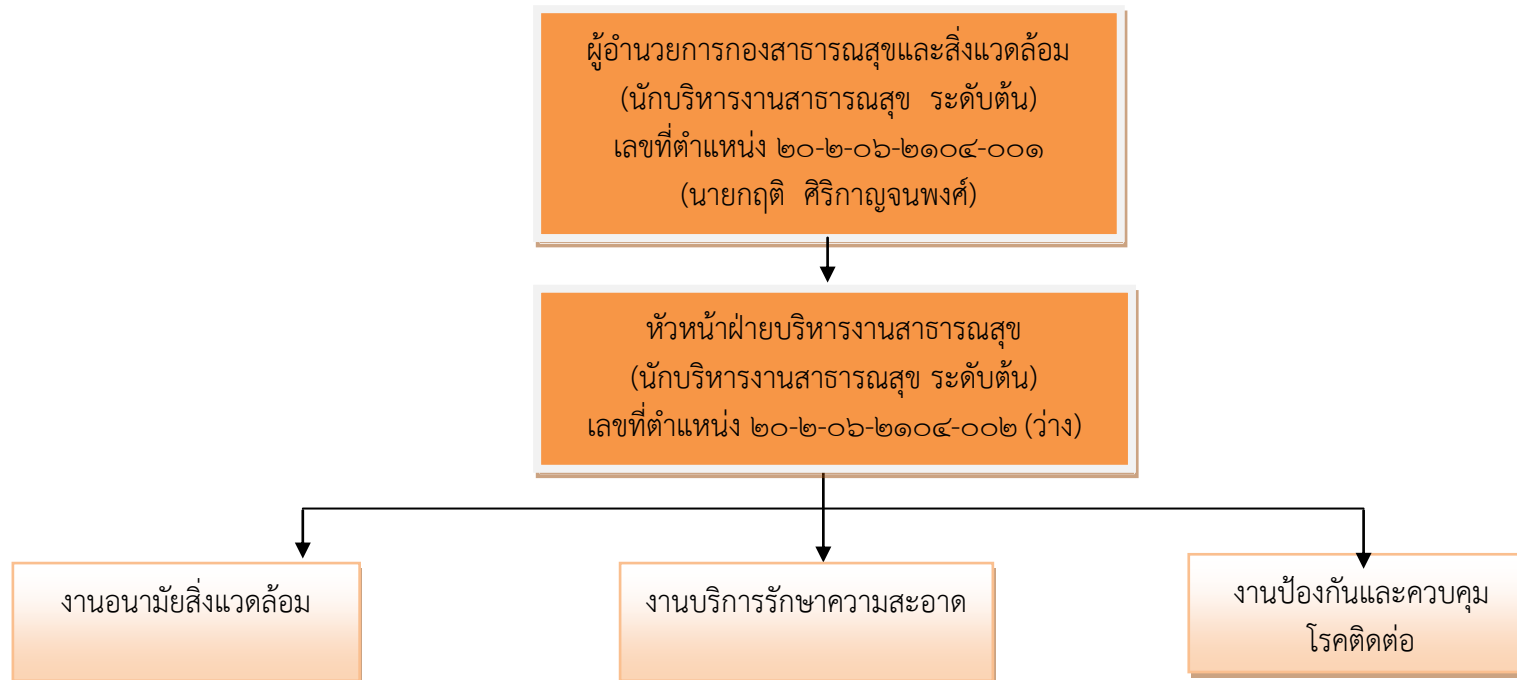 ผู้อำนวยการกองสาธารณสุขและสิ่งแวดล้อม
(นักบริหารงานสาธารณสุข ระดับต้น)
เลขที่ตำแหน่ง ๒๐-๒-๐๖-๒๑๐๔-๐๐๑
(นายกฤติ ศิริกาญจนพงศ์)
หัวหน้าฝ่ายบริหารงานสาธารณสุข
(นักบริหารงานสาธารณสุข ระดับต้น)
เลขที่ตำแหน่ง ๒๐-๒-๐๖-๒๑๐๔-๐๐๒ (ว่าง)
งานอนามัยสิ่งแวดล้อม
งานบริการรักษาความสะอาด
งานป้องกันและควบคุม
โรคติดต่อ